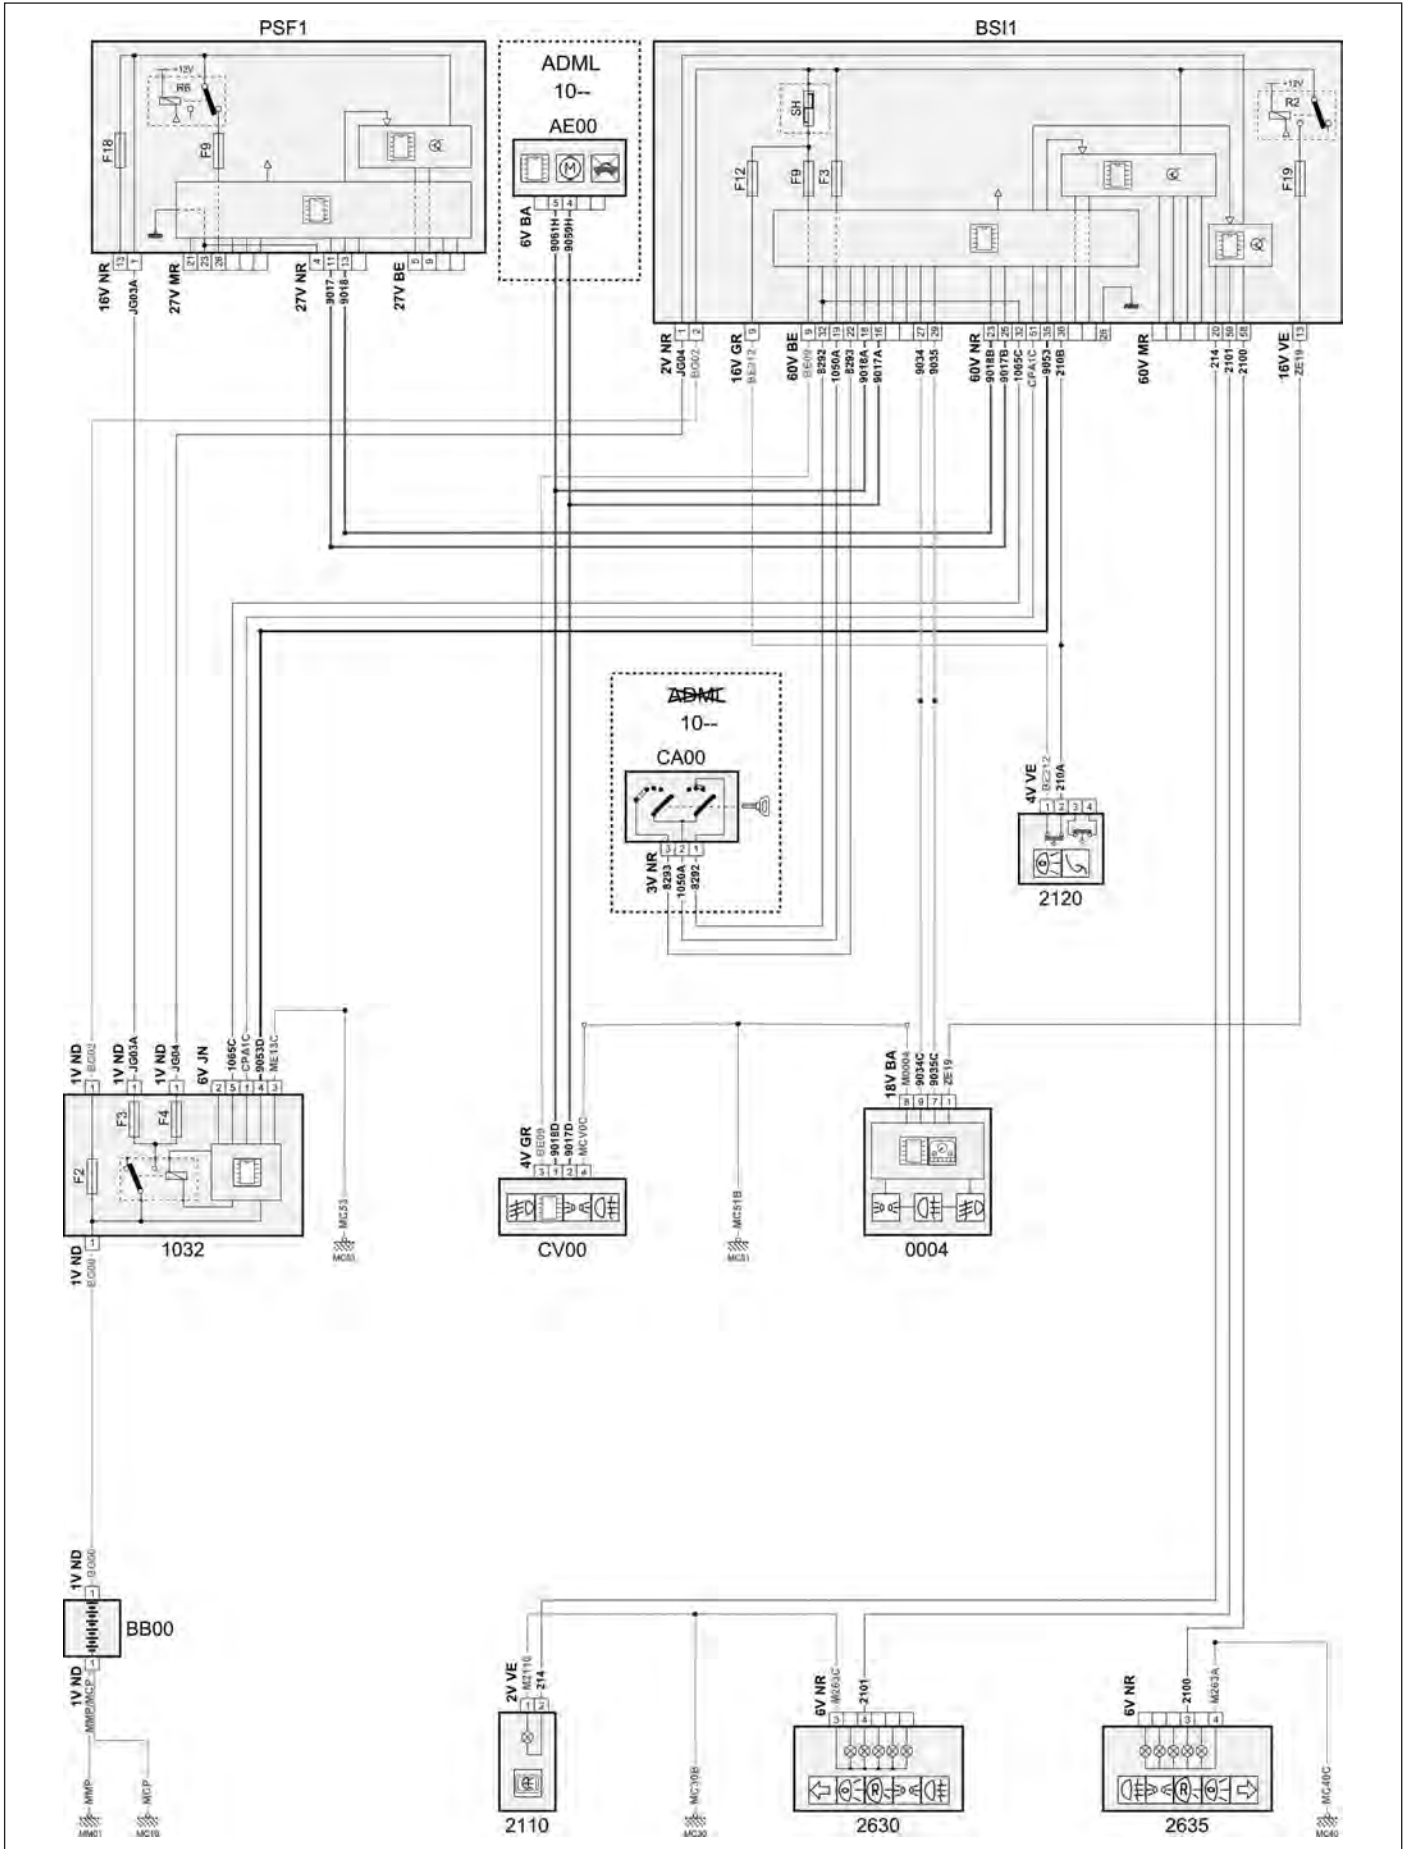 PSF1
BSI1
ADML
10--
AE00
+12V
R6
F18
F9
5 4
6V BA
9061H
9059H
13 1
16V NR
JG03A
21 23 26
27V MR
4 11 13
27V NR
9017
9018
5 9
27V BE
SH
F12
F9
F3
+12V
R2
F19
1 2
2V NR
JG04
BG02
9
16V GR
BE212
9 32 19 22 18 16 27 29
60V BE
BE09
8292
1050A
8293
9018A
9017A
9034
9035
23 25 32 51 35 36
60V NR
9018B
9017B
1065C
CPA1C
9053
210B
20 59 58
60V MR
214
2101
2100
13
16V VE
ZE19
ADML
10--
CA00
3 2 1
3V NR
8293
1050A
8292
4V VE
BE212
210A
1 2 3 4
2120
1V ND
BG02
1V ND
JG03A
1V ND
JG04
6V JN
1065C
CPA1C
9053D
ME13C
1
1
1
2 5 1 4 3
F3
F4
F2
1032
1
1V ND
BG00
MC53
MC53
4V GR
BE09
9018D
9017D
MCV0C
3 1 2 4
CV00
MC51B
MC51
18V BA
M0004
9034C
9035C
ZE19
8 9 7 1
0004
1V ND
BG00
1
BB00
1
1V ND
MMP/MCP
MMP
MCP
MM01
2V VE
M2110
214
1 2
2110
MC30B
MC30
6V NR
M263C
2101
3 4
R
2630
6V NR
2100
M263A
3 4
R
2635
MC40C
MC40